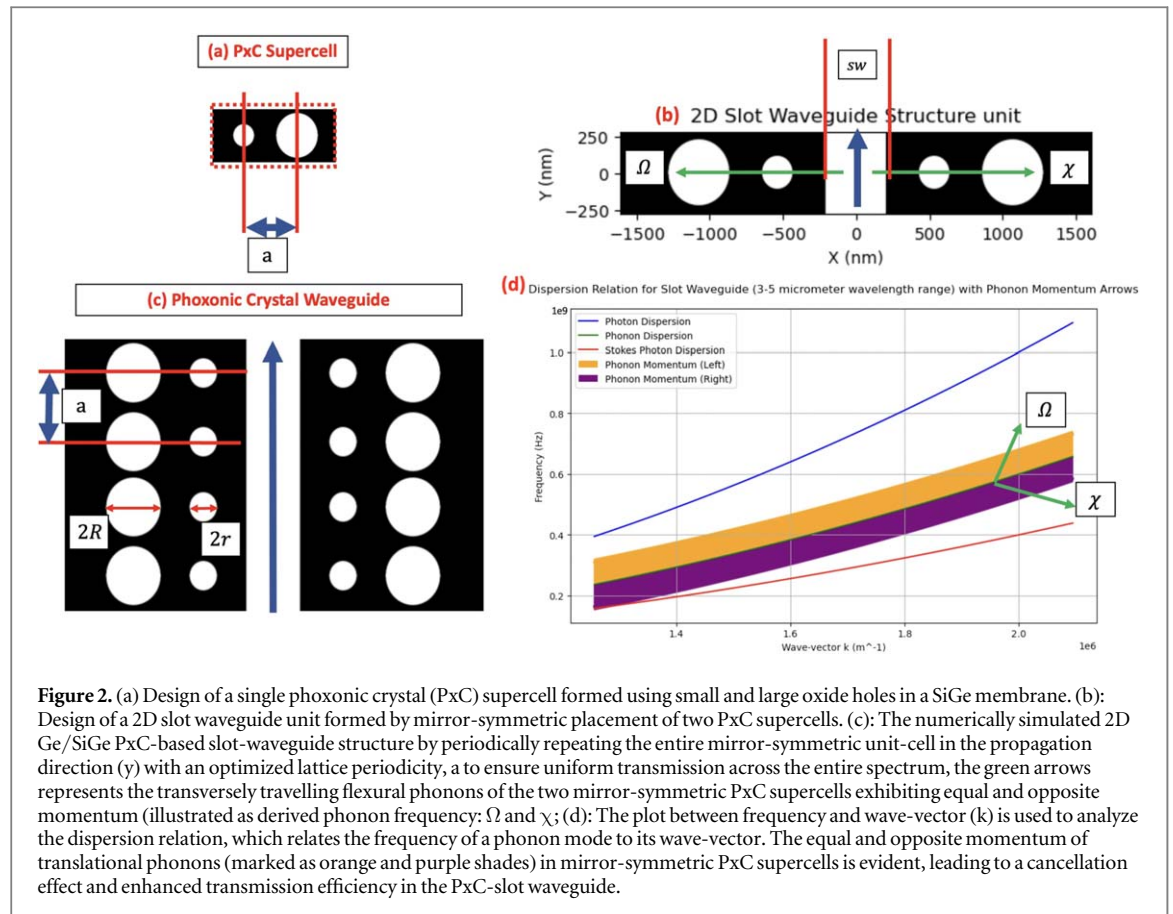 (a) PxC Supercell
a
sw
(b) 2D Slot Waveguide Structure unit
Y (nm)
250
0
−250
Ω
χ
−1500 −1000 −500 0 500 1000 1500
X (nm)
(c) Phoxonic Crystal Waveguide
a
2R
2r
(d) Dispersion Relation for Slot Waveguide (3-5 micrometer wavelength range) with Phonon Momentum Arrows
1e9
Photon Dispersion
Phonon Dispersion
Stokes Photon Dispersion
Phonon Momentum (Left)
Phonon Momentum (Right)
Frequency (Hz)
1.0
0.8
0.6
0.4
0.2
Ω
χ
1.4 1.6 1.8 2.0
Wave-vector k (m^-1)
1e6
Figure 2. (a) Design of a single phoxonic crystal (PxC) supercell formed using small and large oxide holes in a SiGe membrane. (b):
Design of a 2D slot waveguide unit formed by mirror-symmetric placement of two PxC supercells. (c): The numerically simulated 2D
Ge/SiGe PxC-based slot-waveguide structure by periodically repeating the entire mirror-symmetric unit-cell in the propagation
direction (y) with an optimized lattice periodicity, a to ensure uniform transmission across the entire spectrum, the green arrows
represents the transversely travelling flexural phonons of the two mirror-symmetric PxC supercells exhibiting equal and opposite
momentum (illustrated as derived phonon frequency: Ω and χ; (d): The plot between frequency and wave-vector (k) is used to analyze
the dispersion relation, which relates the frequency of a phonon mode to its wave-vector. The equal and opposite momentum of
translational phonons (marked as orange and purple shades) in mirror-symmetric PxC supercells is evident, leading to a cancellation
effect and enhanced transmission efficiency in the PxC-slot waveguide.